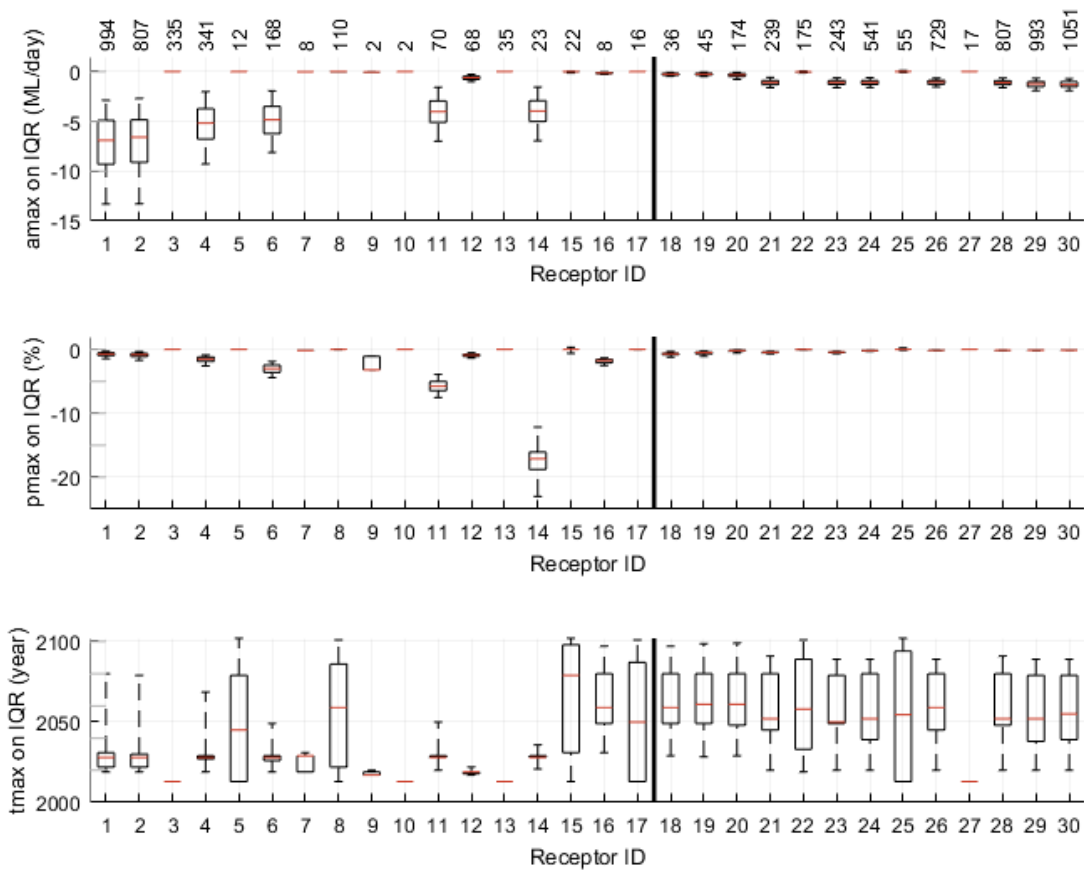 994 807 335 341 12 168 8 110 2 2 70 68 35 23 22 8 16 36 45 174 239 175 243 541 55 729 17 807 993 1051
amax on IQR (ML/day)
0
-5
-10
-15
1 2 3 4 5 6 7 8 9 10 11 12 13 14 15 16 17 18 19 20 21 22 23 24 25 26 27 28 29 30
Receptor ID
pmax on IQR (%)
0
-10
-20
1 2 3 4 5 6 7 8 9 10 11 12 13 14 15 16 17 18 19 20 21 22 23 24 25 26 27 28 29 30
Receptor ID
tmax on IQR (year)
2100
2050
2000
1 2 3 4 5 6 7 8 9 10 11 12 13 14 15 16 17 18 19 20 21 22 23 24 25 26 27 28 29 30
Receptor ID